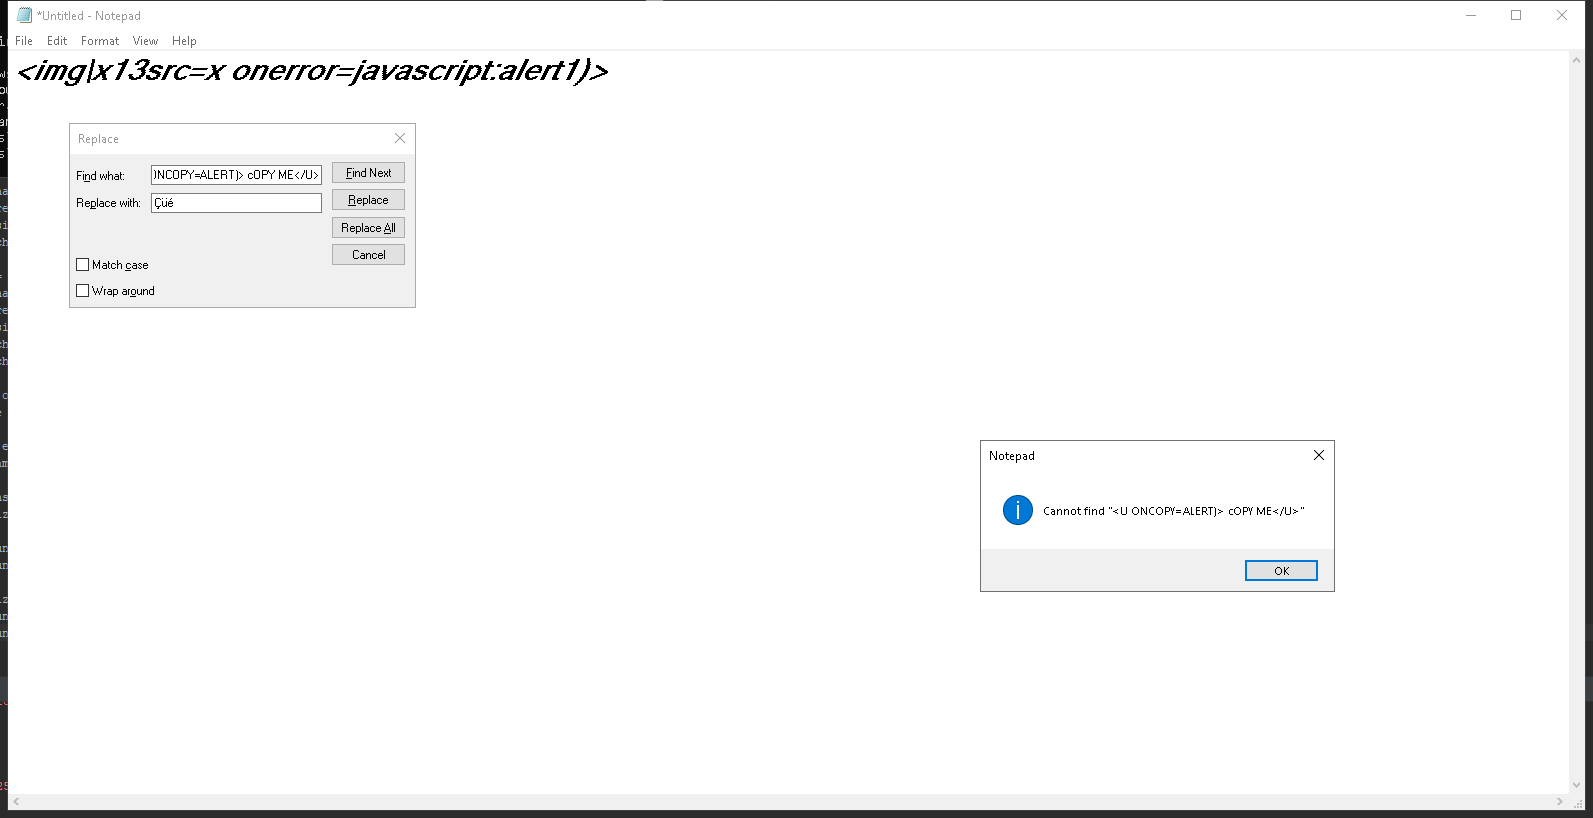 *Untitled - Notepad
File Edit Format View Help
<img|x13src=x onerror=javascript:alert1)>
Replace
Find what: )NCOPY=ALERT)> cOPY ME</U> Find Next
Replace with: Çüé Replace
Replace All
Cancel
Match case
Wrap around
Notepad
Cannot find "<U ONCOPY=ALERT)> cOPY ME</U>"
OK